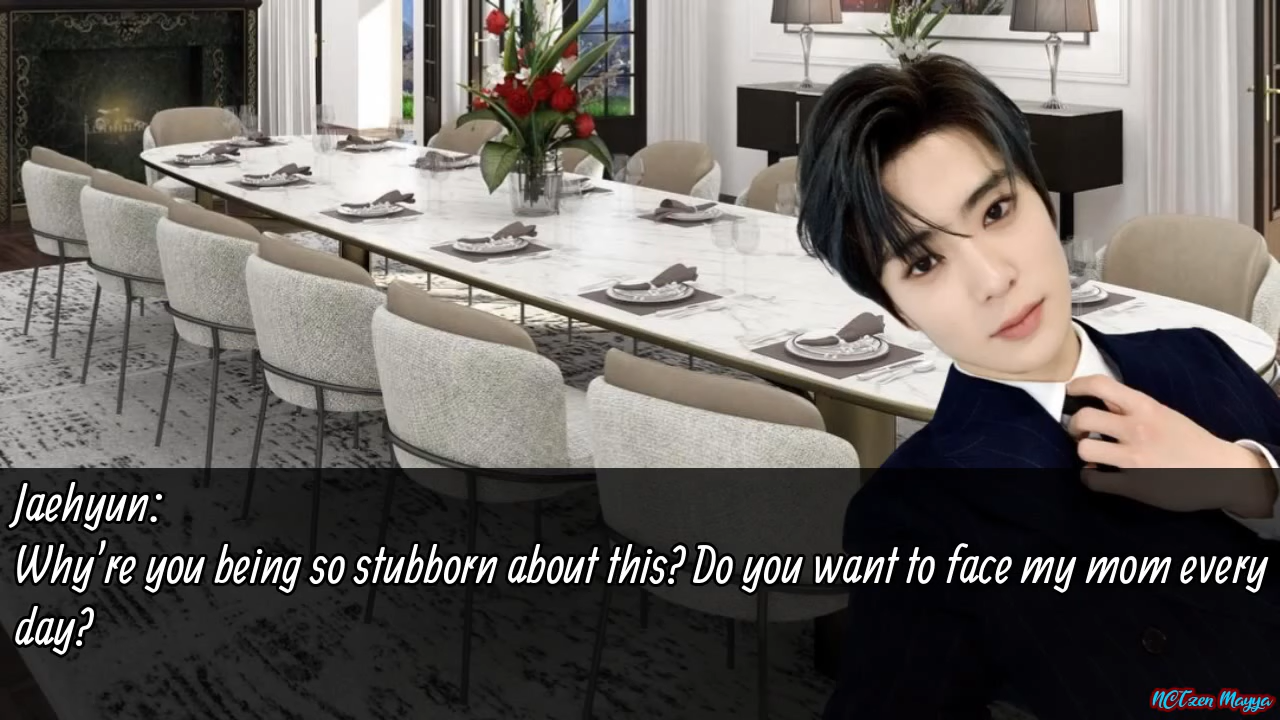 Jaehyun:
Why're you being so stubborn about this? Do you want to face my mom every
day?
NCTzen Mayya